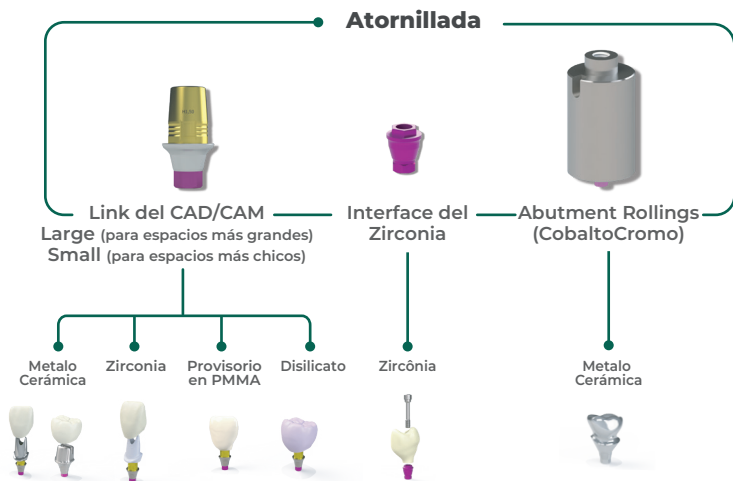 Atornillada
Link del CAD/CAM
Large (para espacios más grandes)
Small (para espacios más chicos)
Interface del
Zirconia
Abutment Rollings
(CobaltoCromo)
Metalo
Cerámica
Zirconia
Provisorio
en PMMA
Disilicato
Zircônia
Metalo
Cerámica